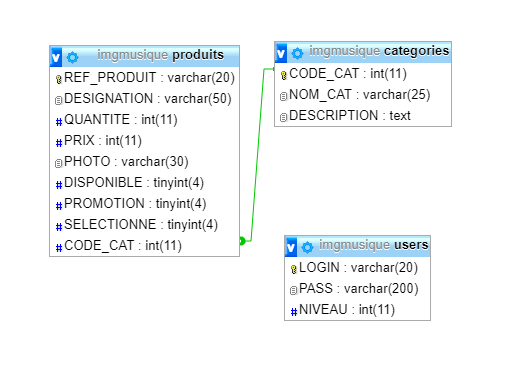 imgmusique produits
REF_PRODUIT : varchar(20)
DESIGNATION : varchar(50)
QUANTITE : int(11)
PRIX : int(11)
PHOTO : varchar(30)
DISPONIBLE : tinyint(4)
PROMOTION : tinyint(4)
SELECTIONNE : tinyint(4)
CODE_CAT : int(11)
imgmusique categories
CODE_CAT : int(11)
NOM_CAT : varchar(25)
DESCRIPTION : text
imgmusique users
LOGIN : varchar(20)
PASS : varchar(200)
NIVEAU : int(11)